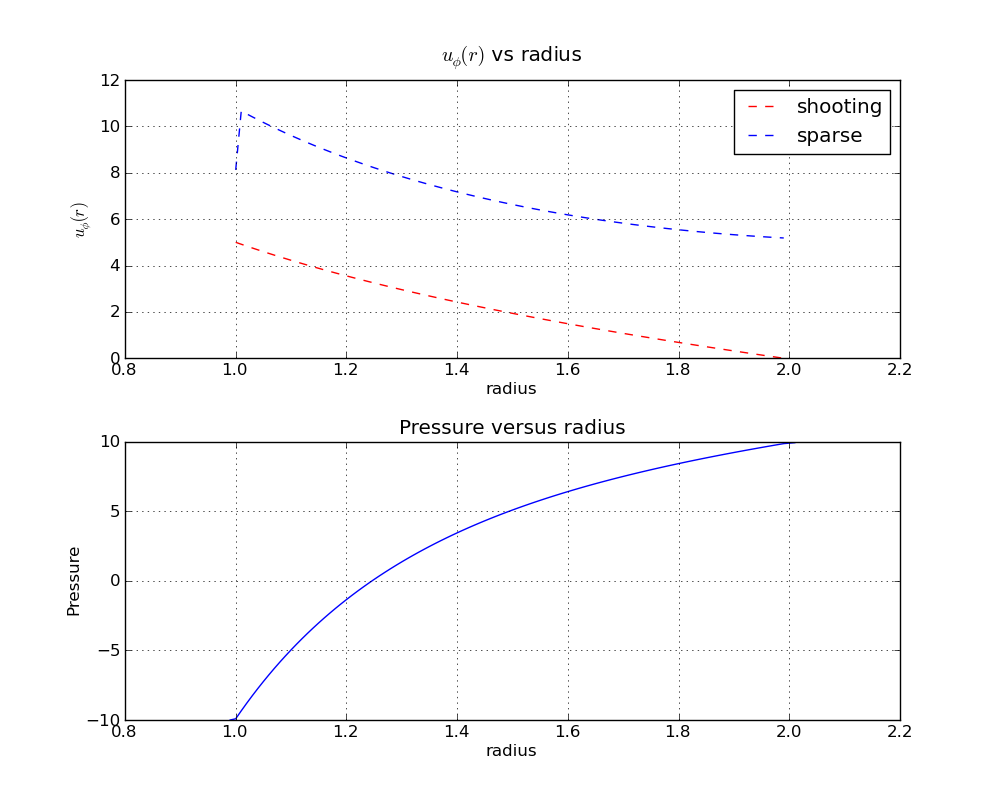 u_ϕ(r) vs radius
12
10
8
6
4
2
0
u_ϕ(r)
shooting
sparse
0.8 1.0 1.2 1.4 1.6 1.8 2.0 2.2
radius
Pressure versus radius
10
5
0
−5
−10
Pressure
0.8 1.0 1.2 1.4 1.6 1.8 2.0 2.2
radius